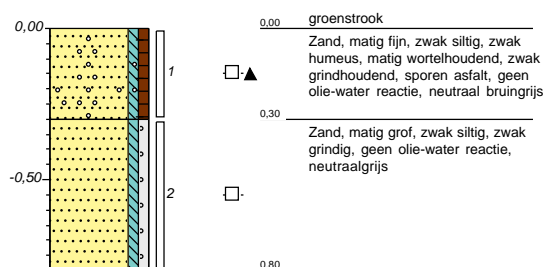 groenstrook
0,00
0,00
Zand, matig fijn, zwak siltig, zwak
humeus, matig wortelhoudend, zwak
grindhoudend, sporen asfalt, geen
olie-water reactie, neutraal bruingrijs
1
0,30
Zand, matig grof, zwak siltig, zwak
grindig, geen olie-water reactie,
neutraalgrijs
-0,50
2
0,80